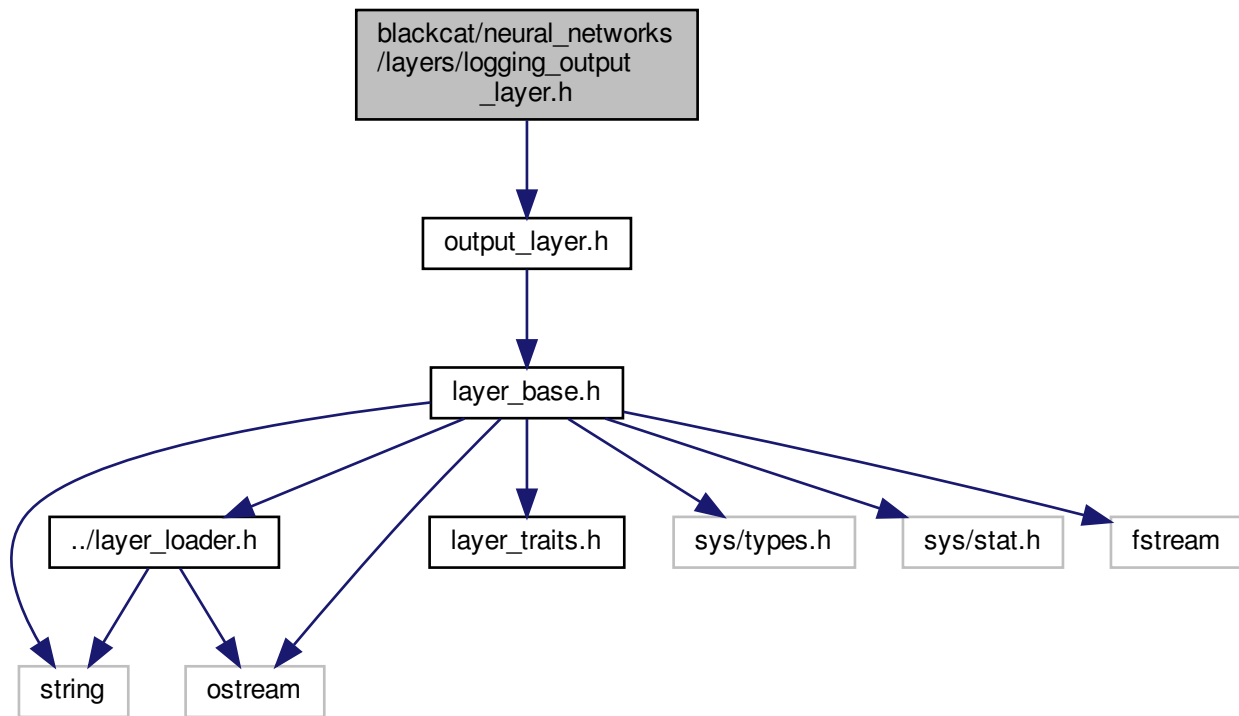 blackcat/neural_networks
/layers/logging_output
_layer.h
output_layer.h
layer_base.h
../layer_loader.h
layer_traits.h
sys/types.h
sys/stat.h
fstream
string
ostream